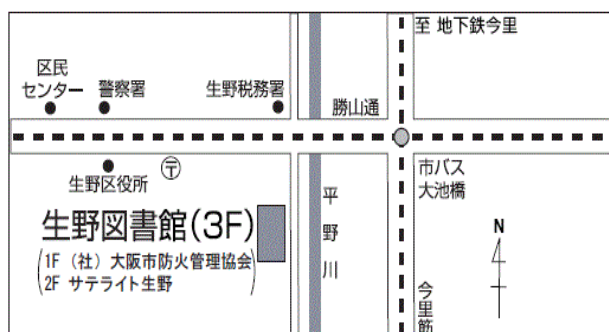 至 地下鉄今里
区民
センター
警察署
生野税務署
勝山通
生野区役所
〒
市バス
大池橋
平野川
生野図書館(3F)
1F (社) 大阪市防火管理協会
2F サテライト生野
N
今里筋